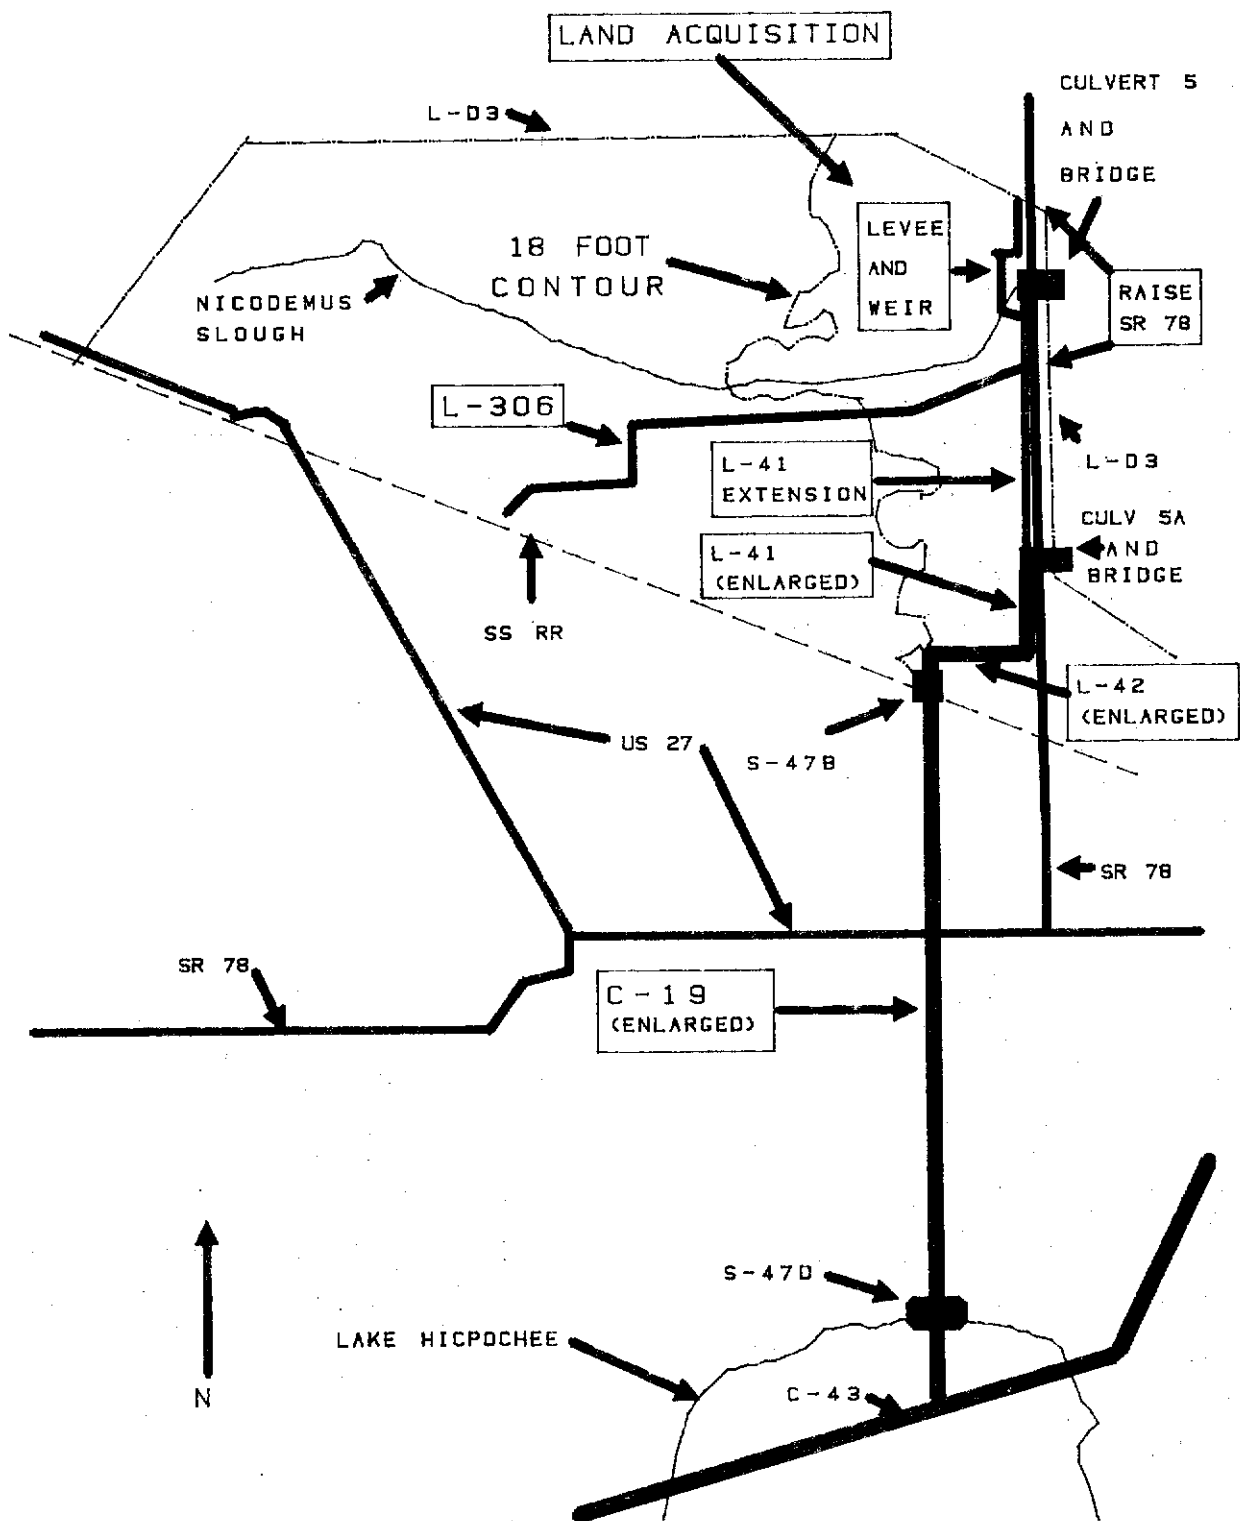 LAND ACQUISITION
CULVERT 5
AND
BRIDGE
L-D3
LEVEE
AND
WEIR
18 FOOT
CONTOUR
NICODEMUS
SLOUGH
RAISE
SR 78
L-306
L-41
EXTENSION
L-D3
CULV 5A
AND
BRIDGE
L-41
(ENLARGED)
SS RR
L-42
(ENLARGED)
US 27
S-47B
SR 78
SR 78
C-19
(ENLARGED)
S-47D
LAKE HICPOCHEE
C-43
N